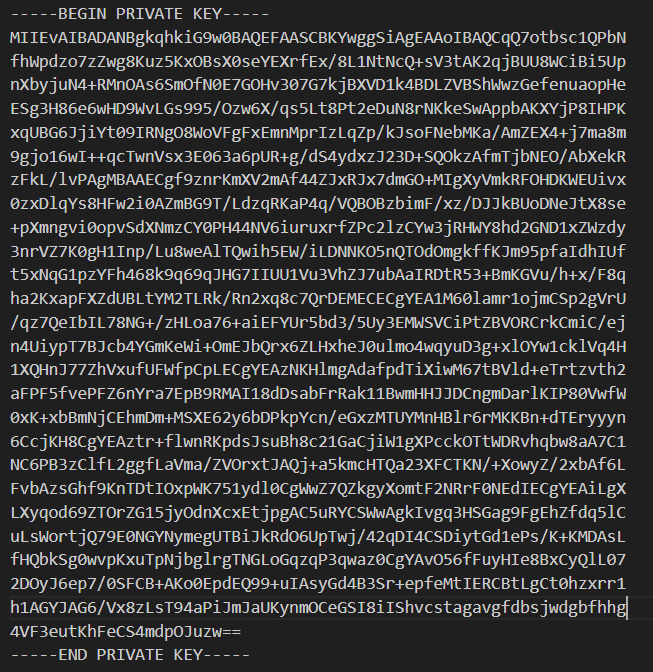 -----BEGIN PRIVATE KEY-----
MIIEvAIBADANBgkqhkiG9w0BAQEFAASCBKYwggSiAgEAAoIBAQCqQ7otbsc1QPbN
fhWpdzo7zZwg8Kuz5KxOBsX0seYEXrfEx/8L1NtNcQ+sV3tAK2qjBUU8WCiBi5Up
nXbyjuN4+RMnOAs6SmOfN0E7GOHv307G7kjBXVD1k4BDLZVBShWwzGefenuaopHe
ESg3H86e6wHD9WvLGs995/Ozw6X/qs5Lt8Pt2eDuN8rNKkeSwAppbAKXYjP8IHPK
xqUBG6JjiYt09IRNgO8WoVFgFxEmnMprIzLqZp/kJsoFNebMKa/AmZEX4+j7ma8m
9gjo16wI++qcTwnVsx3E063a6pUR+g/dS4ydxzJ23D+SQOkzAfmTjbNEO/AbXekR
zFkL/lvPAgMBAAECgf9znrKmXV2mAf44ZJxRJx7dmGO+MIgXyVmkRFOHDKWEUivx
0zxDlqYs8HFw2i0AZmBG9T/LdzqRKaP4q/VQBOBzbimF/xz/DJJkBUoDNeJtX8se
+pXmngvi0opvSdXNmzCY0PH44NV6iuruxrfZPc2lzCYw3jRHWY8hd2GND1xZWzdy
3nrVZ7K0gH1Inp/Lu8weAlTQwih5EW/iLDNNKO5nQTOdOmgkffKJm95pfaIdhIUf
t5xNqG1pzYFh468k9q69qJHG7IIUU1Vu3VhZJ7ubAaIRDtR53+BmKGVu/h+x/F8q
ha2KxapFXZdUBLtYM2TLRk/Rn2xq8c7QrDEMECECgYEA1M60lamr1ojmCSp2gVrU
/qz7QeIbIL78NG+/zHLoa76+aiEFYUr5bd3/5Uy3EMWSVCiPtZBVORCrkCmiC/ej
n4UiypT7BJcb4YGmKeWi+OmEJbQrx6ZLHxheJ0ulmo4wqyuD3g+xlOYw1cklVq4H
1XQHnJ77ZhVxufUFWfpCpLECgYEAzNKHlmgAdafpdTiXiwM67tBVld+eTrtzvth2
aFPF5fvePFZ6nYra7EpB9RMAI18dDsabFrRak11BwmHHJJDCngmDarlKIP80VwfW
0xK+xbBmNjCEhmDm+MSXE62y6bDPkpYcn/eGxzMTUYMnHBlr6rMKKBn+dTEryyyn
6CcjKH8CgYEAztr+flwnRKpdsJsuBh8c21GaCjiW1gXPcckOTtWDRvhqbw8aA7C1
NC6PB3zClfL2ggfLaVma/ZVOrxtJAQj+a5kmcHTQa23XFCTKN/+XowyZ/2xbAf6L
FvbAzsGhf9KnTDtIOxpWK751ydl0CgWwZ7QZkgyXomtF2NRrF0NEdIECgYEAiLgX
LXyqod69ZTOrZG15jyOdnXcxEtjpgAC5uRYCSWwAgkIvgq3HSGag9FgEhZfdq5lC
uLsWortjQ79E0NGYNymegUTBiJkRdO6UpTwj/42qDI4CSDiytGd1ePs/K+KMDAsL
fHQbkSg0wvpKxuTpNjbglrgTNGLoGqzqP3qwaz0CgYAvO56fFuyHIe8BxCyQlL07
2DOyJ6ep7/0SFCB+AKo0EpdEQ99+uIAsyGd4B3Sr+epfeMtIERCBtLgCt0hzxrr1
h1AGYJAG6/Vx8zLsT94aPiJmJaUKynmOCeGSI8iIShvcstagavgfdbsjwdgbfhhg
4VF3eutKhFeCS4mdpOJuzw==
-----END PRIVATE KEY-----